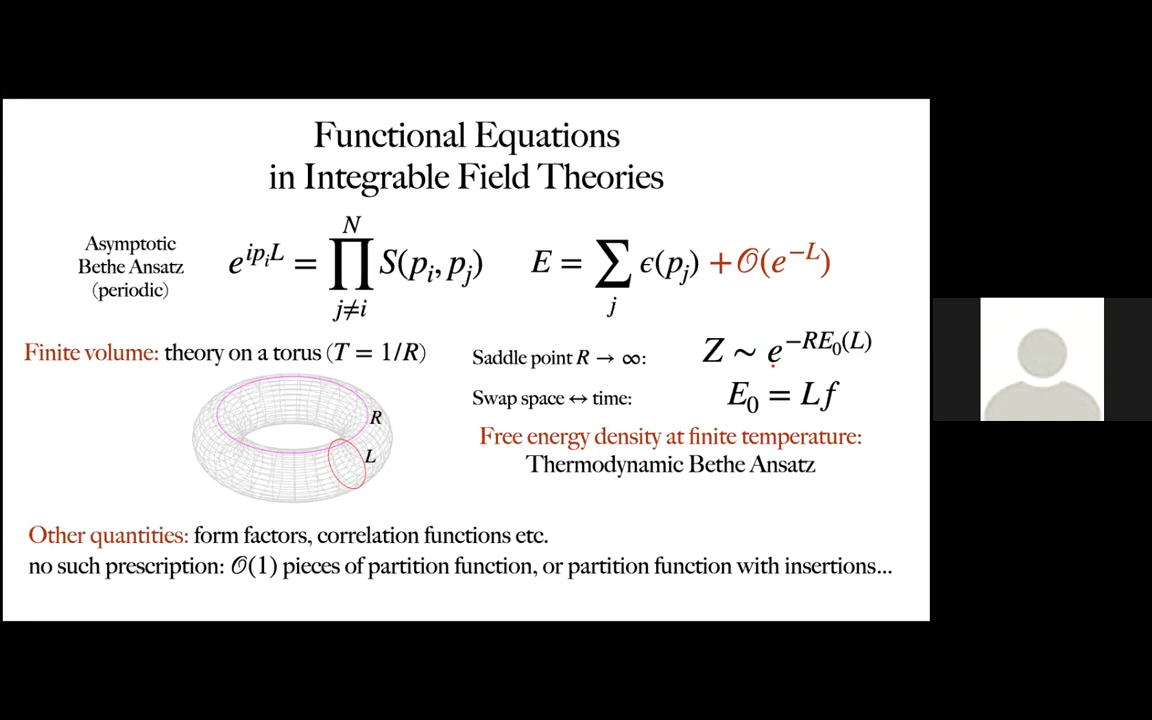 Functional Equations
in Integrable Field Theories
Asymptotic
Bethe Ansatz
(periodic)
e^{ip_iL} = ∏_{j≠i}^{N} S(p_i, p_j)
E = ∑_j ϵ(p_j) + 𝒪(e^{−L})
Finite volume: theory on a torus (T = 1/R)
R
L
Saddle point R → ∞:
Z ∼ e^{−RE_0(L)}
Swap space ↔ time:
E_0 = Lf
Free energy density at finite temperature:
Thermodynamic Bethe Ansatz
Other quantities: form factors, correlation functions etc.
no such prescription: 𝒪(1) pieces of partition function, or partition function with insertions...